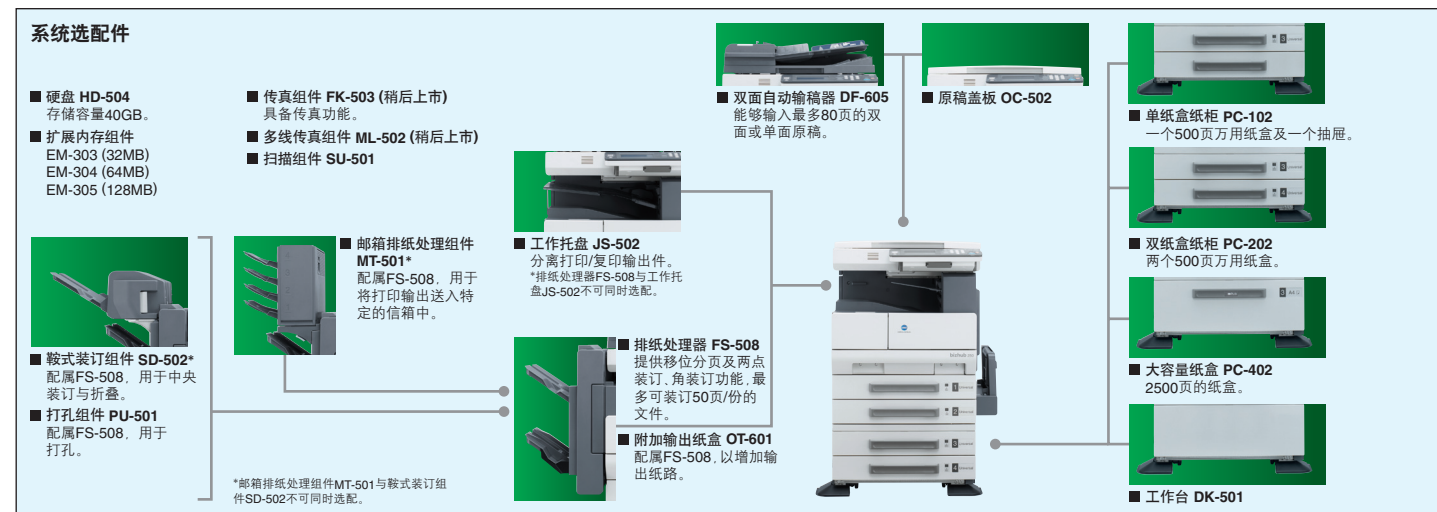 系统选配件
■ 硬盘 HD-504
存储容量40GB。
■ 扩展内存组件
EM-303 (32MB)
EM-304 (64MB)
EM-305 (128MB)
■ 传真组件 FK-503 (稍后上市)
具备传真功能。
■ 多线传真组件 ML-502 (稍后上市)
■ 扫描组件 SU-501
■ 双面自动输稿器 DF-605
能够输入最多80页的双
面或单面原稿。
■ 原稿盖板 OC-502
■ 单纸盒纸柜 PC-102
一个500页万用纸盒及一个抽屉。
■ 双纸盒纸柜 PC-202
两个500页万用纸盒。
■ 大容量纸盒 PC-402
2500页的纸盒。
■ 工作台 DK-501
■ 工作托盘 JS-502
分离打印/复印输出件。
*排纸处理器FS-508与工作托
盘JS-502不可同时选配。
■ 邮箱排纸处理组件
MT-501*
配属FS-508，用于
将打印输出送入特
定的信箱中。
■ 鞍式装订组件 SD-502*
配属FS-508，用于中央
装订与折叠。
■ 打孔组件 PU-501
配属FS-508，用于
打孔。
*邮箱排纸处理组件MT-501与鞍式装订组
件SD-502不可同时选配。
■ 排纸处理器 FS-508
提供移位分页及两点
装订、角装订功能，最
多可装订50页/份的
文件。
■ 附加输出纸盒 OT-601
配属FS-508，以增加输
出纸路。
bizhub
1
2
3
4
3
3
4
3 A4